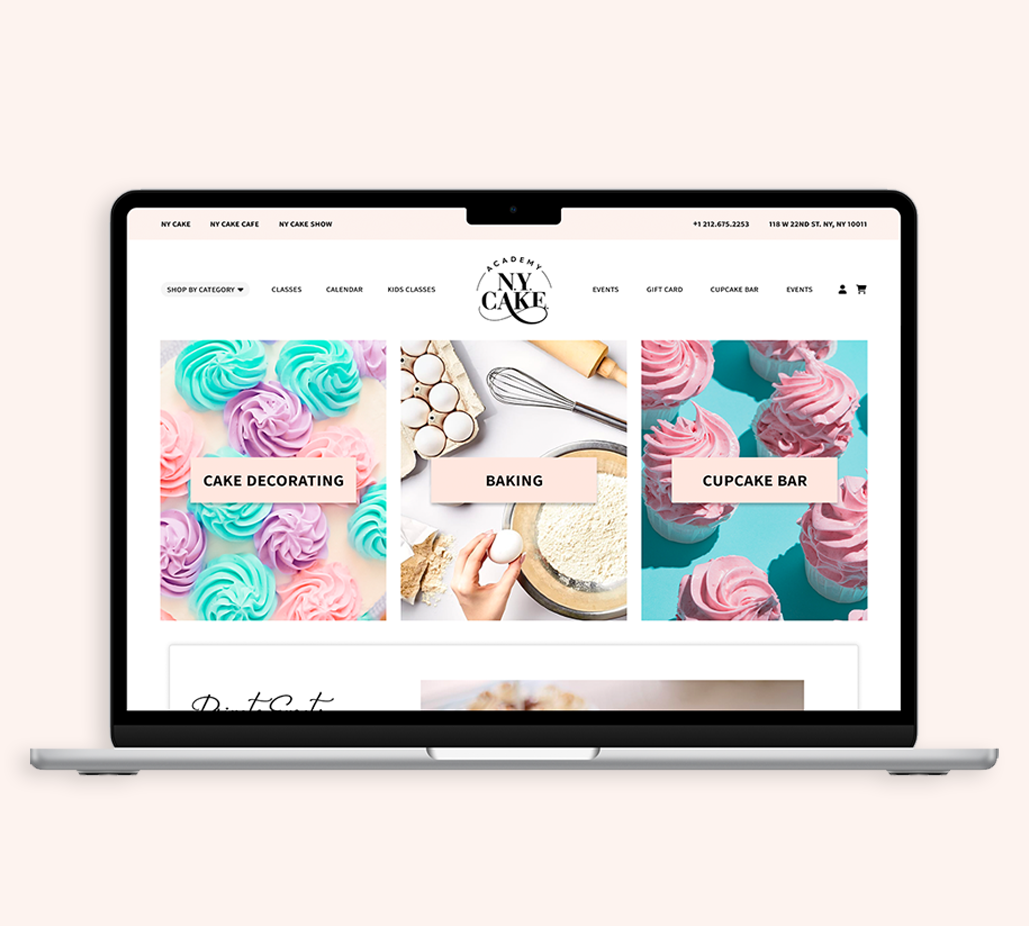 NY CAKE NY CAKE CAFE NY CAKE SHOW +1 212.675.2253 118 W 22ND ST. NY, NY 10011
SHOP BY CATEGORY CLASSES CALENDAR KIDS CLASSES EVENTS GIFT CARD CUPCAKE BAR EVENTS
ACADEMY
N.Y.
CAKE
CAKE DECORATING BAKING CUPCAKE BAR
Private Events